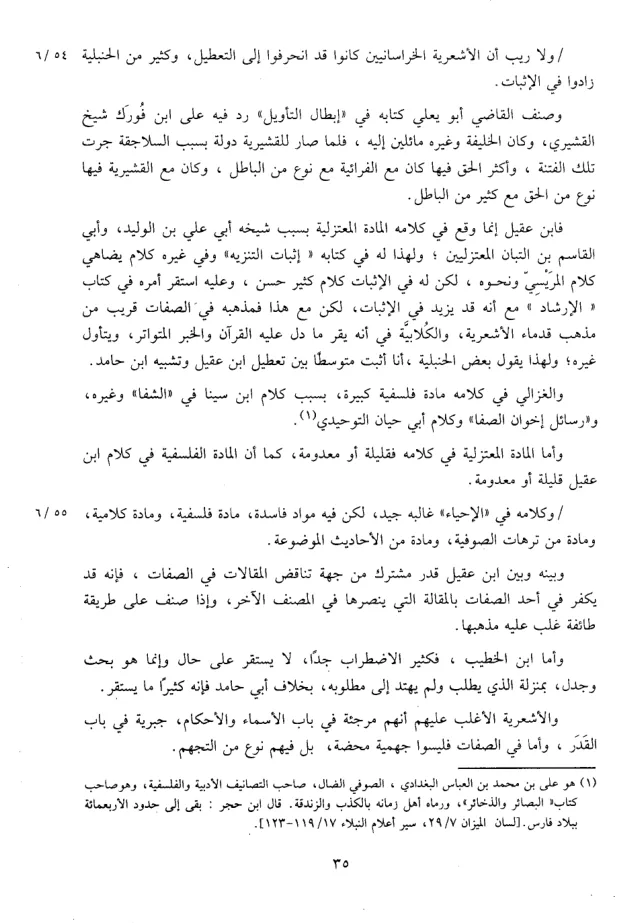 / ولا ريب أن الأشعرية الخراسانيين كانوا قد انحرفوا إلى التعطيل، وكثير من الحنبلية ٦/٥٤
زادوا في الإثبات.
وصنف القاضي أبو يعلي كتابه في «إبطال التأويل» رد فيه على ابن فُورَك شيخ
القشيري، وكان الخليفة وغيره مائلين إليه ، فلما صار للقشيرية دولة بسبب السلاجقة جرت
تلك الفتنة ، وأكثر الحق فيها كان مع الفرائية مع نوع من الباطل ، وكان مع القشيرية فيها
نوع من الحق مع كثير من الباطل.
فابن عقيل إنما وقع في كلامه المادة المعتزلية بسبب شيخه أبي علي بن الوليد، وأبي
القاسم بن التبان المعتزليين ؛ ولهذا له في كتابه « إثبات التنزيه» وفي غيره كلام يضاهي
كلام المَرَيْسِيّ ونحوه ، لكن له في الإثبات كلام كثير حسن ، وعليه استقر أمره في كتاب
« الإرشاد » مع أنه قد يزيد في الإثبات، لكن مع هذا فمذهبه في الصفات قريب من
مذهب قدماء الأشعرية، والكُلابيَّة في أنه يقر ما دل عليه القرآن والخبر المتواتر، ويتأول
غيره؛ ولهذا يقول بعض الحنبلية ،أنا أثبت متوسطًا بين تعطيل ابن عقيل وتشبيه ابن حامد.
والغزالي في كلامه مادة فلسفية كبيرة، بسبب كلام ابن سينا في «الشفا» وغيره،
و«رسائل إخوان الصفا» وكلام أبي حيان التوحيدي(١).
وأما المادة المعتزلية في كلامه فقليلة أو معدومة، كما أن المادة الفلسفية في كلام ابن
عقيل قليلة أو معدومة.
/ وكلامه في «الإحياء» غالبه جيد، لكن فيه مواد فاسدة، مادة فلسفية، ومادة كلامية، ٦/٥٥
ومادة من ترهات الصوفية، ومادة من الأحاديث الموضوعة.
وبينه وبين ابن عقيل قدر مشترك من جهة تناقض المقالات في الصفات ، فإنه قد
يكفر في أحد الصفات بالمقالة التي ينصرها في المصنف الآخر، وإذا صنف على طريقة
طائفة غلب عليه مذهبها.
وأما ابن الخطيب ، فكثير الاضطراب جدًا، لا يستقر على حال وإنما هو بحث
وجدل، بمنزلة الذي يطلب ولم يهتد إلى مطلوبه، بخلاف أبي حامد فإنه كثيرًا ما يستقر.
والأشعرية الأغلب عليهم أنهم مرجئة في باب الأسماء والأحكام، جبرية في باب
القَدَر ، وأما في الصفات فليسوا جهمية محضة، بل فيهم نوع من التجهم.
(١) هو على بن محمد بن العباس البغدادي ، الصوفي الضال، صاحب التصانيف الأدبية والفلسفية، وهوصاحب
كتاب« البصائر والذخائر»، ورماه أهل زمانه بالكذب والزندقة. قال ابن حجر : بقى إلى حدود الأربعمائة
ببلاد فارس.[لسان الميزان ٢٩/٧، سير أعلام النبلاء ١١٩/١٧-١٢٣].
٣٥